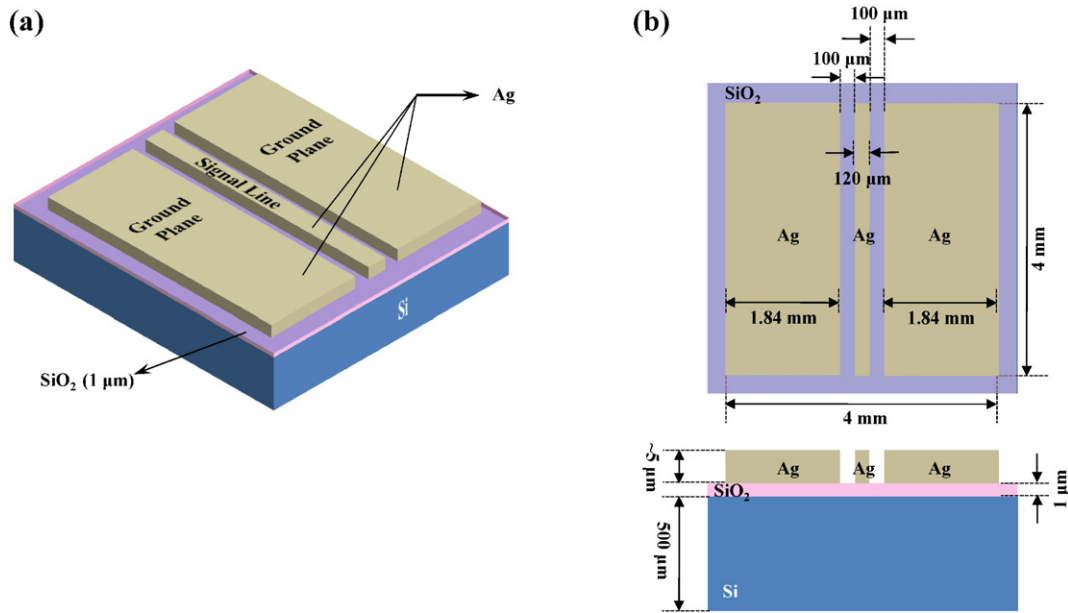 (a)
Ag
Ground
Plane
Signal Line
Ground
Plane
Si
SiO₂ (1 μm)
(b)
100 μm
100 μm
SiO₂
120 μm
Ag
Ag
Ag
4 mm
1.84 mm
1.84 mm
4 mm
~5 μm
Ag
Ag
Ag
SiO₂
1 μm
500 μm
Si